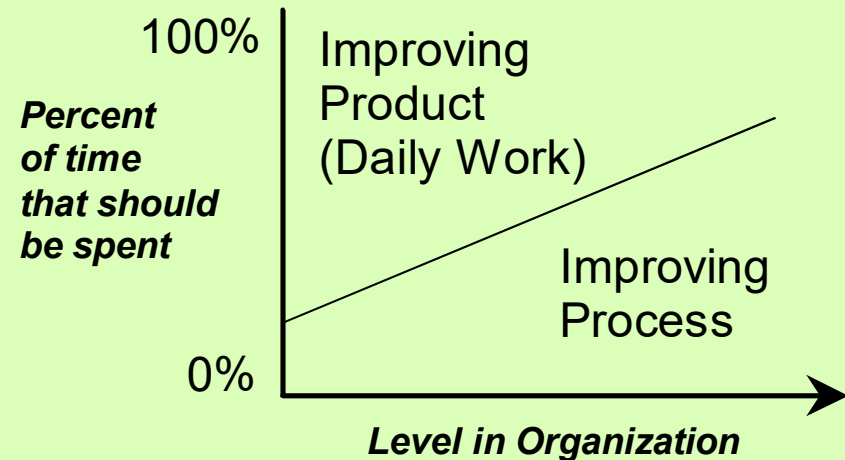 100%
Improving
Product
(Daily Work)
Percent
of time
that should
be spent
Improving
Process
0%
Level in Organization